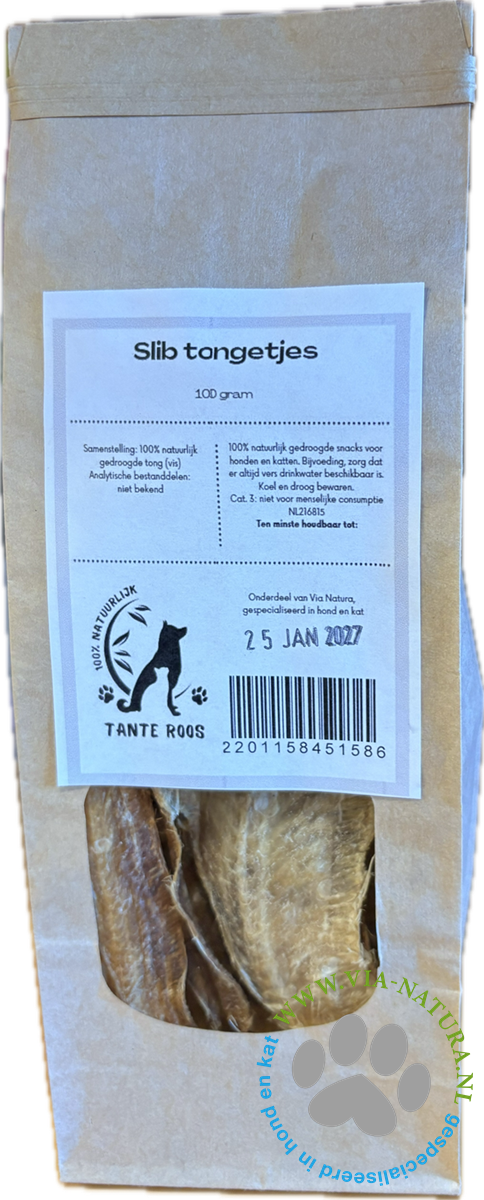 Slib tongetjes
100 gram
Samenstelling: 100% natuurlijk
gedroogde tong (vis)
Analytische bestanddelen:
niet bekend
100% natuurlijk gedroogde snacks voor
honden en katten. Bijvoeding, zorg dat
er altijd vers drinkwater beschikbaar is.
Koel en droog bewaren.
Cat. 3: niet voor menselijke consumptie
NL216815
Ten minste houdbaar tot:
100% NATUURLIJK
TANTE ROOS
Onderdeel van Via Natura,
gespecialiseerd in hond en kat
25 JAN 2027
2201158451586
WWW.VIA-NATURA.NL
gespecialiseerd in hond en kat